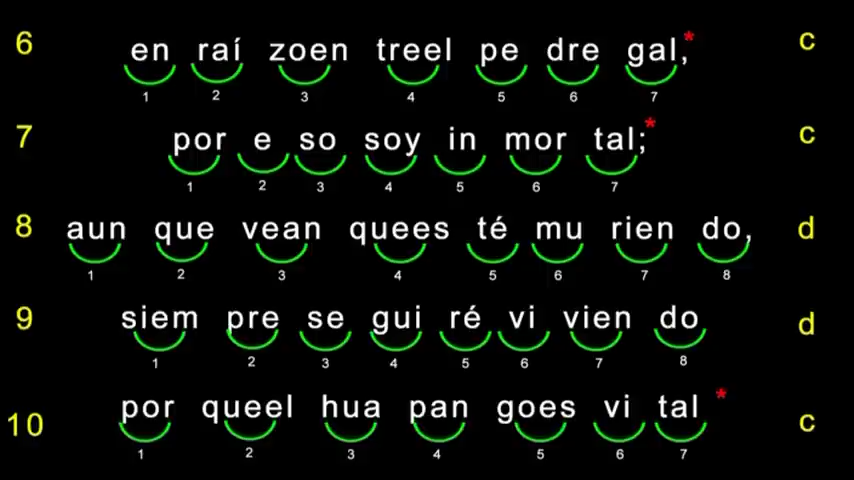 6 en raí zoen treel pe dre gal,* c
1 2 3 4 5 6 7
7 por e so soy in mor tal;* c
1 2 3 4 5 6 7
8 aun que vean quees té mu rien do, d
1 2 3 4 5 6 7 8
9 siem pre se gui ré vi vien do d
1 2 3 4 5 6 7 8
10 por queel hua pan goes vi tal * c
1 2 3 4 5 6 7